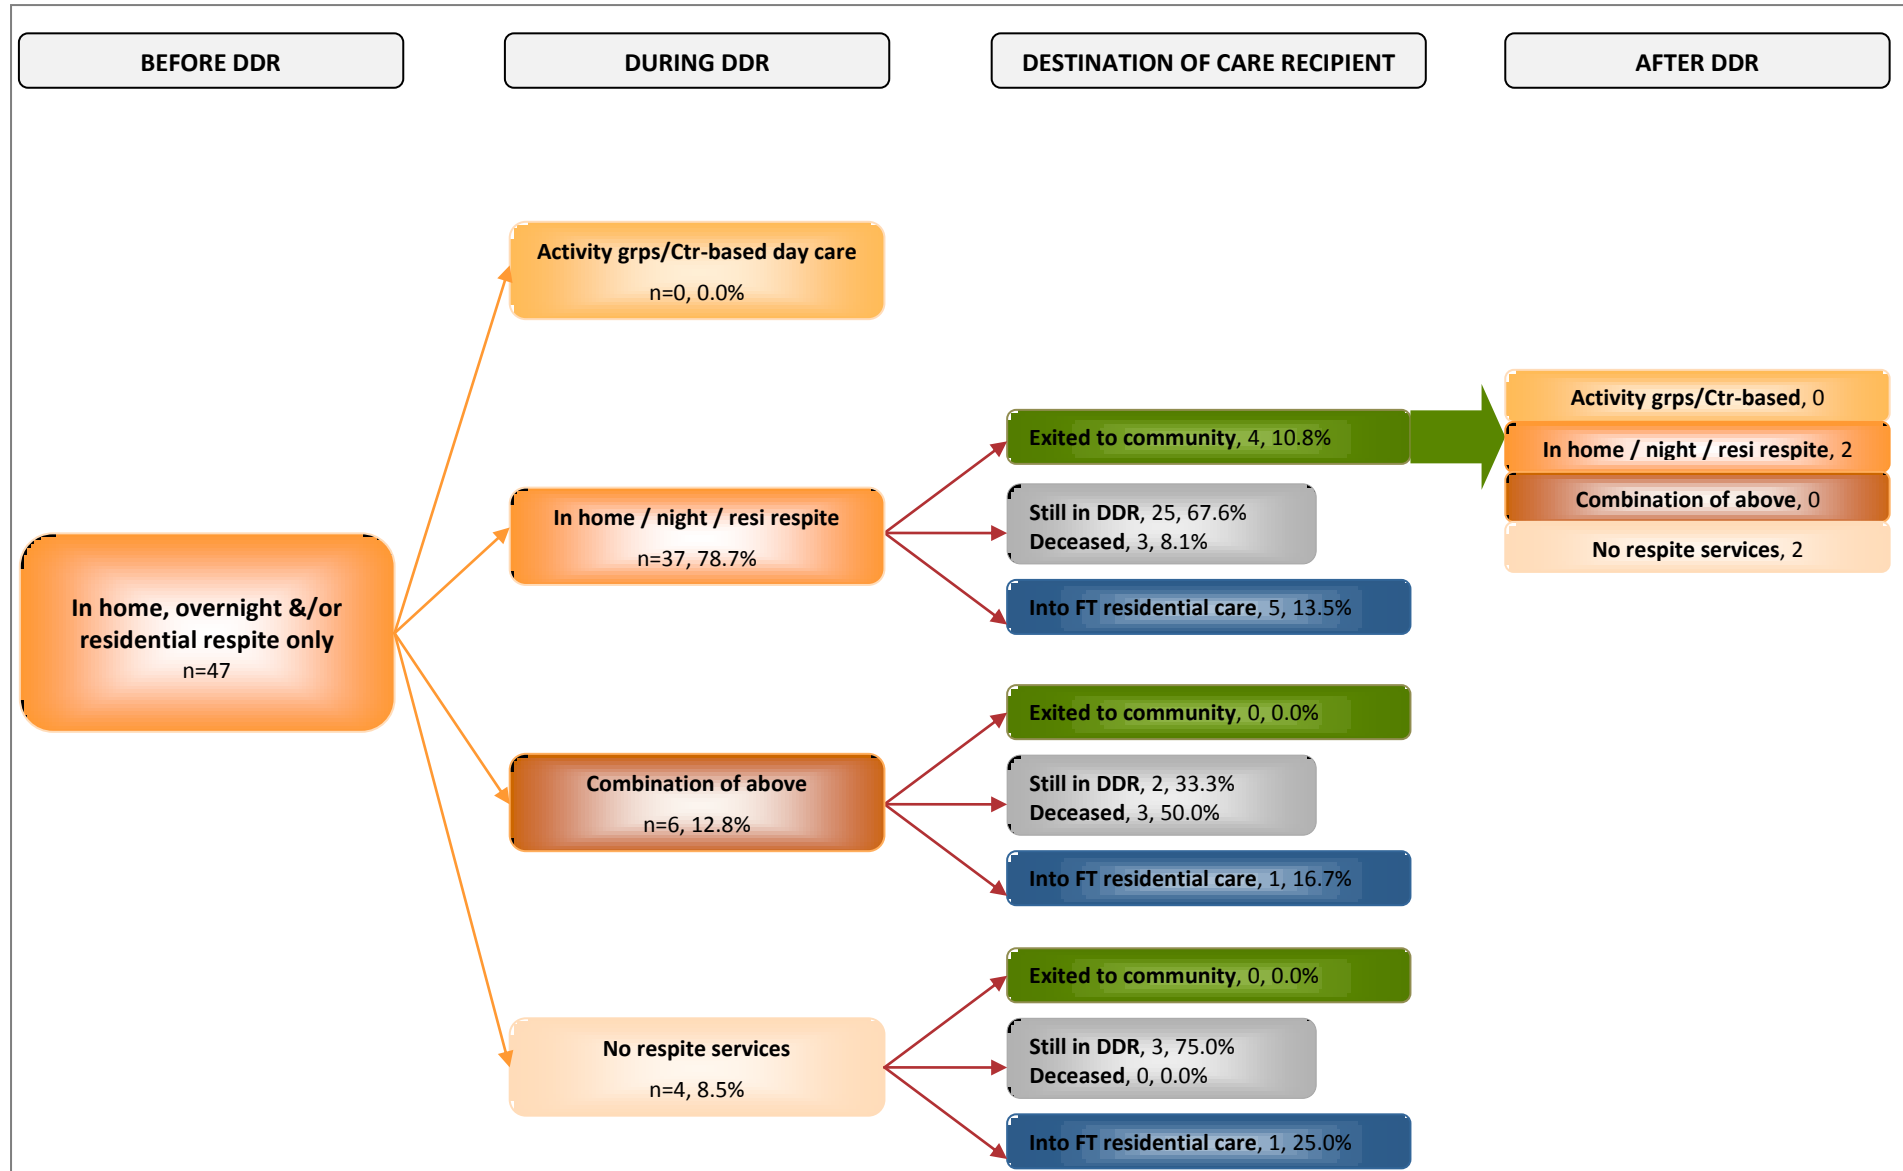 BEFORE DDR
DURING DDR
DESTINATION OF CARE RECIPIENT
AFTER DDR
In home, overnight &/or
residential respite only
n=47
Activity grps/Ctr-based day care
n=0, 0.0%
In home / night / resi respite
n=37, 78.7%
Combination of above
n=6, 12.8%
No respite services
n=4, 8.5%
Exited to community, 4, 10.8%
Still in DDR, 25, 67.6%
Deceased, 3, 8.1%
Into FT residential care, 5, 13.5%
Exited to community, 0, 0.0%
Still in DDR, 2, 33.3%
Deceased, 3, 50.0%
Into FT residential care, 1, 16.7%
Exited to community, 0, 0.0%
Still in DDR, 3, 75.0%
Deceased, 0, 0.0%
Into FT residential care, 1, 25.0%
Activity grps/Ctr-based, 0
In home / night / resi respite, 2
Combination of above, 0
No respite services, 2